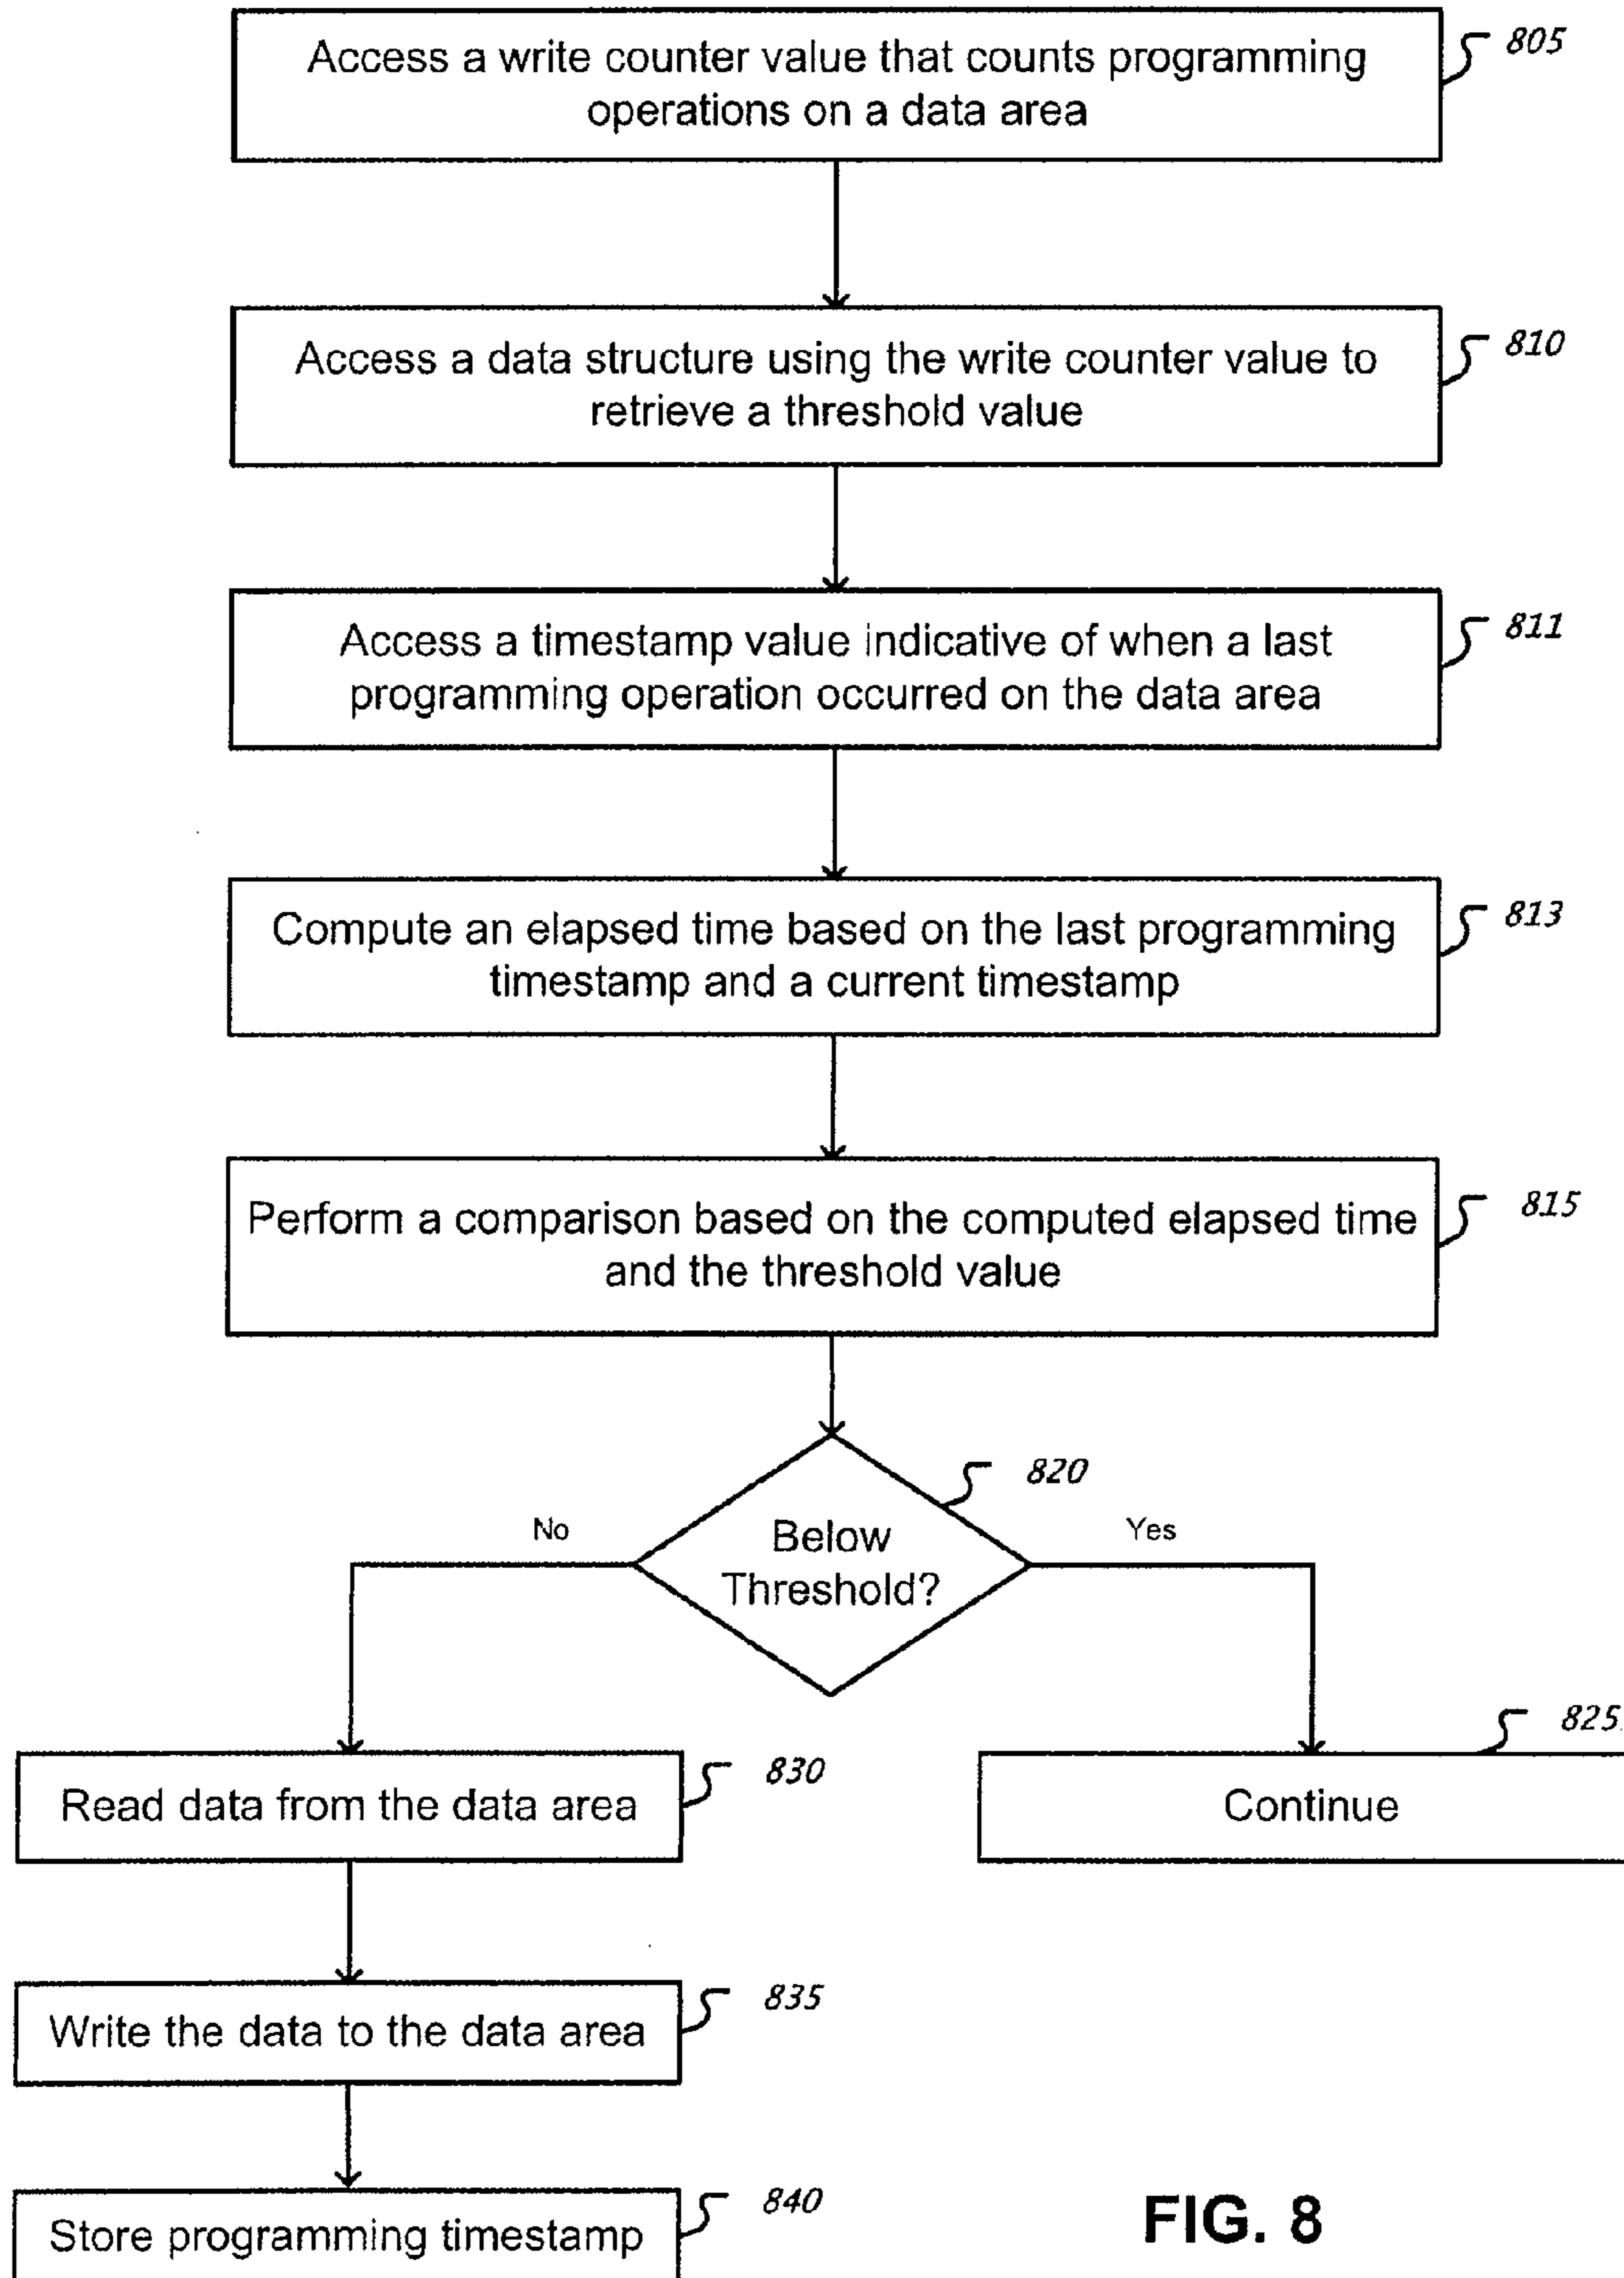 Access a write counter value that counts programming
operations on a data area
805
Access a data structure using the write counter value to
retrieve a threshold value
810
Access a timestamp value indicative of when a last
programming operation occurred on the data area
811
Compute an elapsed time based on the last programming
timestamp and a current timestamp
813
Perform a comparison based on the computed elapsed time
and the threshold value
815
820
No
Below
Threshold?
Yes
825
Read data from the data area
830
Continue
Write the data to the data area
835
Store programming timestamp
840
FIG. 8